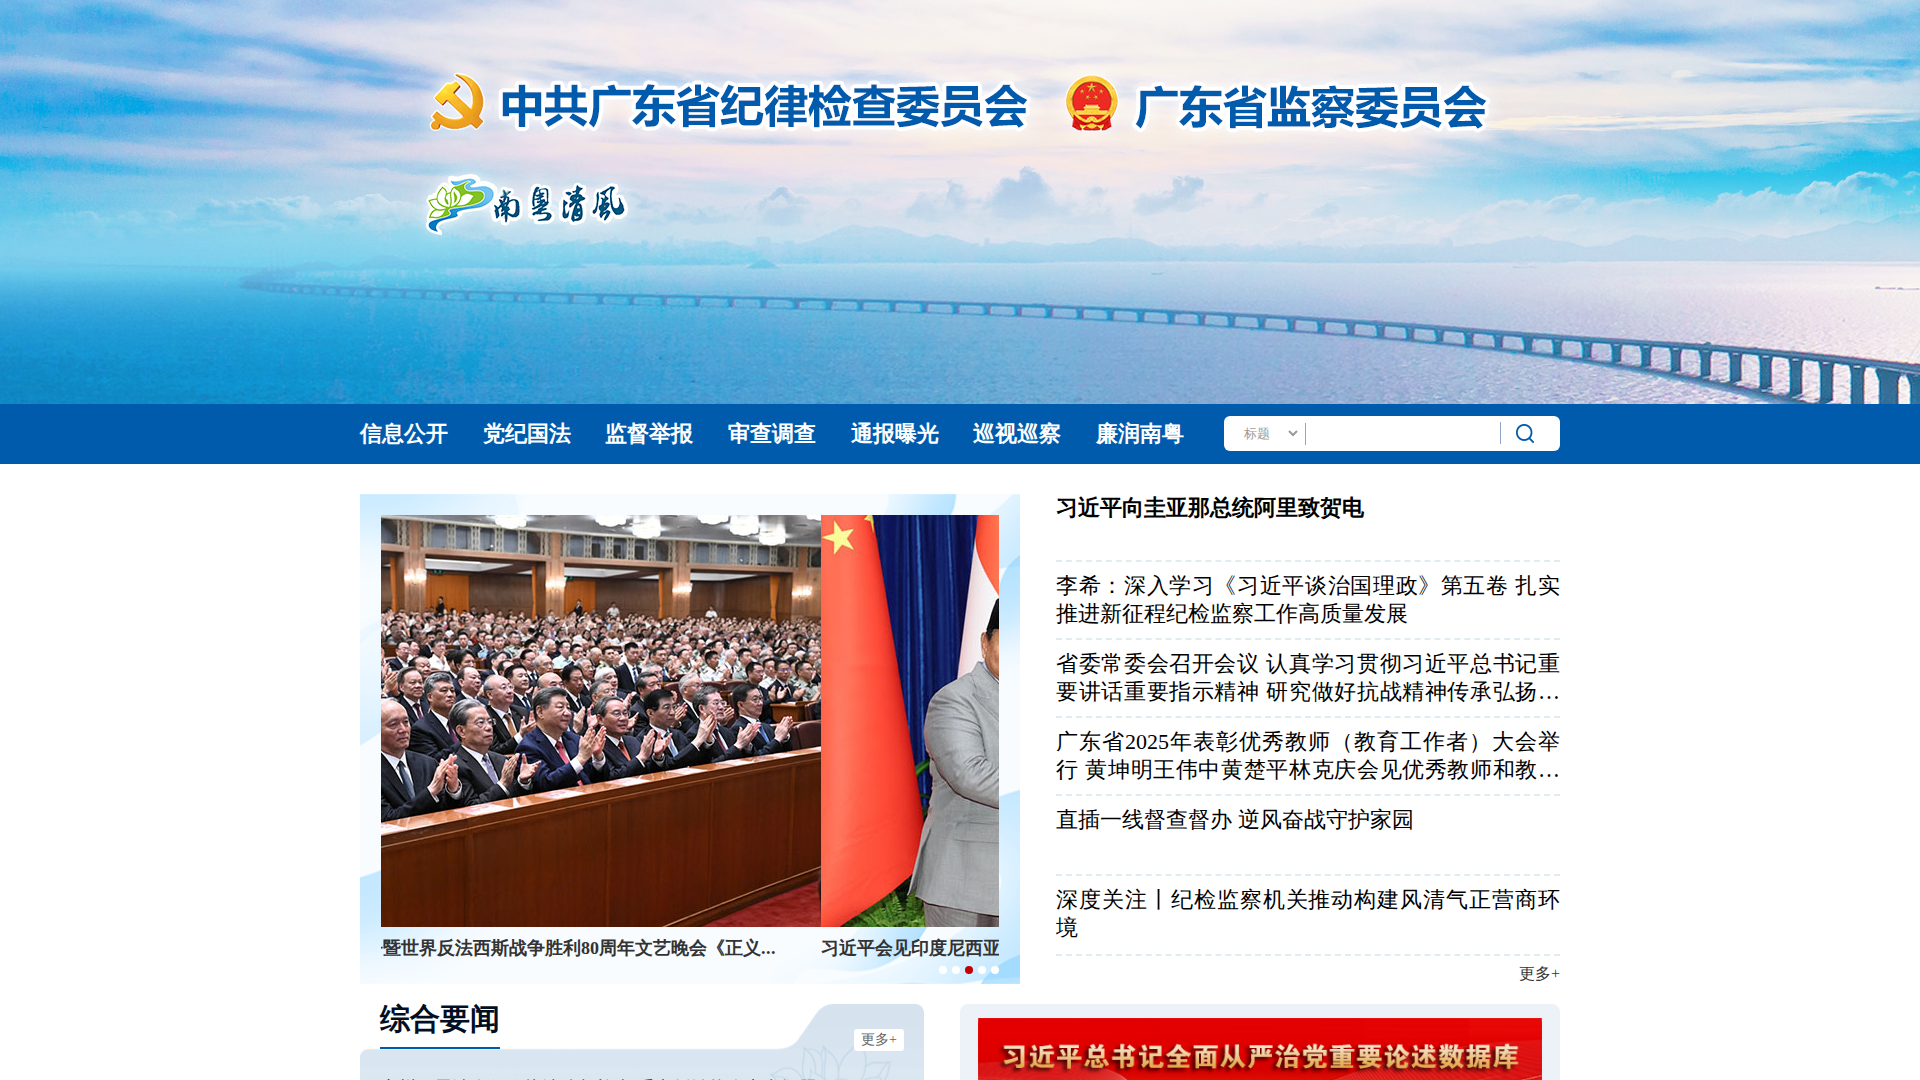 中共广东省纪律检查委员会 广东省监察委员会
南粤清風
信息公开 党纪国法 监督举报 审查调查 通报曝光 巡视巡察 廉润南粤 标题
习近平向圭亚那总统阿里致贺电
李希：深入学习《习近平谈治国理政》第五卷 扎实
推进新征程纪检监察工作高质量发展
省委常委会召开会议 认真学习贯彻习近平总书记重
要讲话重要指示精神 研究做好抗战精神传承弘扬…
广东省2025年表彰优秀教师（教育工作者）大会举
行 黄坤明王伟中黄楚平林克庆会见优秀教师和教…
直插一线督查督办 逆风奋战守护家园
深度关注丨纪检监察机关推动构建风清气正营商环
境
更多+
暨世界反法西斯战争胜利80周年文艺晚会《正义...
习近平会见印度尼西亚
综合要闻
更多+
习近平总书记全面从严治党重要论述数据库